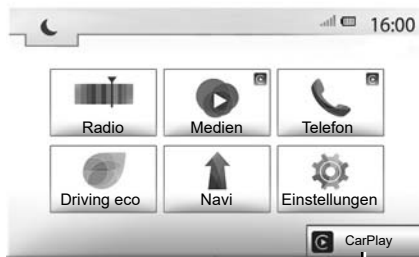 16:00
Radio
Medien
Telefon
Driving eco
Navi
Einstellungen
CarPlay